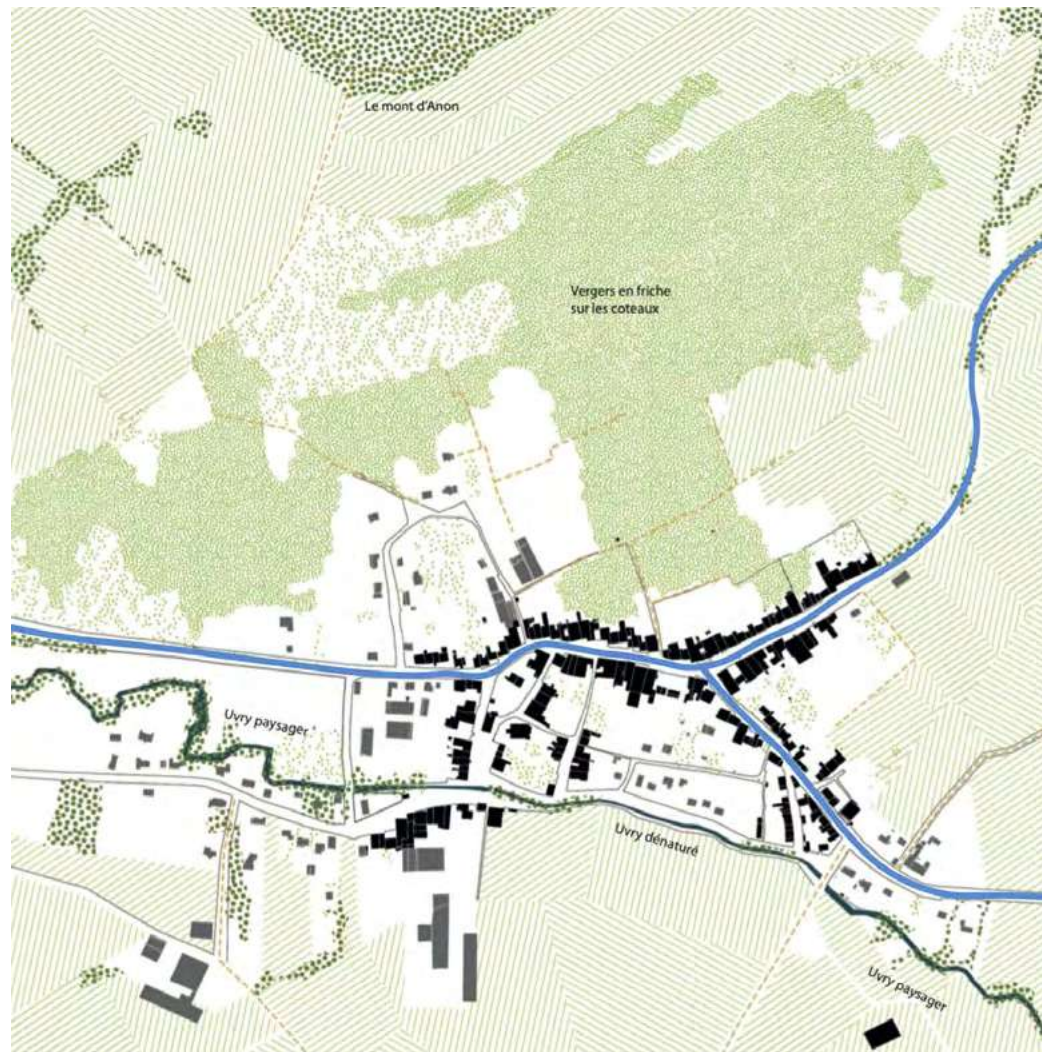 Le mont d'Anon
Vergers en friche
sur les coteaux
Uvry paysager
Uvry dénaturé
Uvry paysager